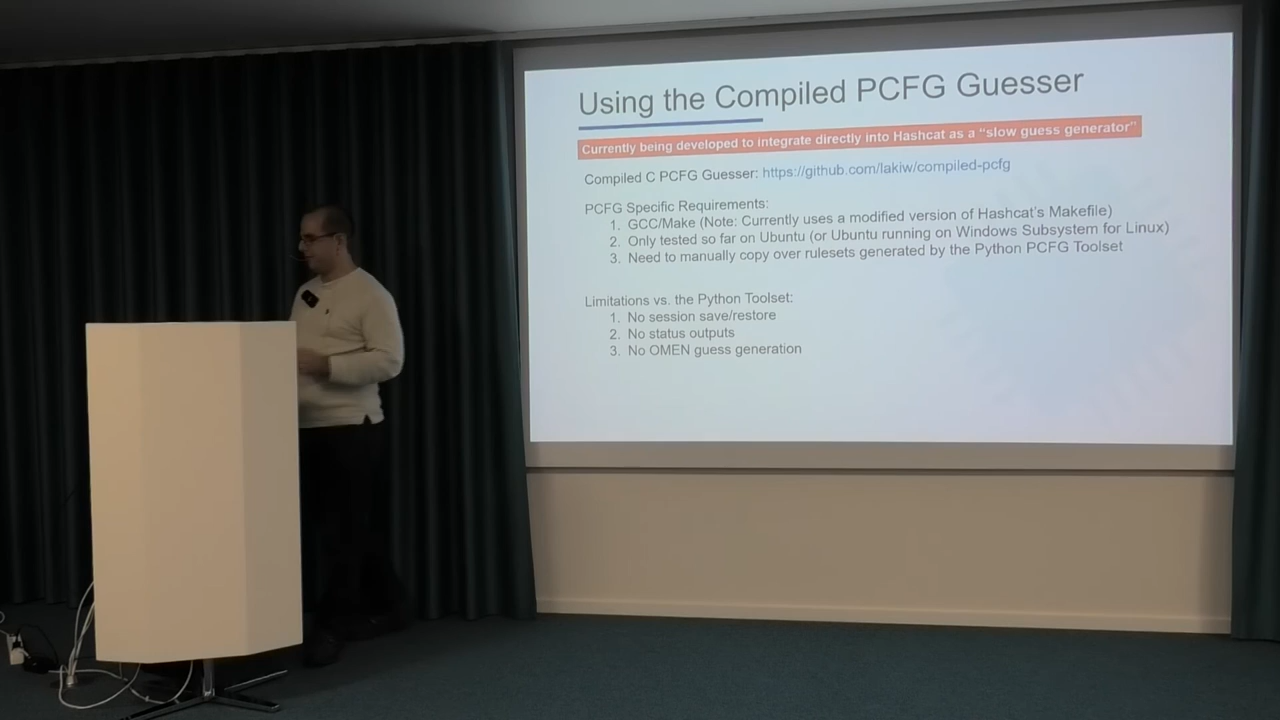 Using the Compiled PCFG Guesser
Currently being developed to integrate directly into Hashcat as a “slow guess generator”
Compiled C PCFG Guesser: https://github.com/lakiw/compiled-pcfg
PCFG Specific Requirements:
1. GCC/Make (Note: Currently uses a modified version of Hashcat's Makefile)
2. Only tested so far on Ubuntu (or Ubuntu running on Windows Subsystem for Linux)
3. Need to manually copy over rulesets generated by the Python PCFG Toolset
Limitations vs. the Python Toolset:
1. No session save/restore
2. No status outputs
3. No OMEN guess generation